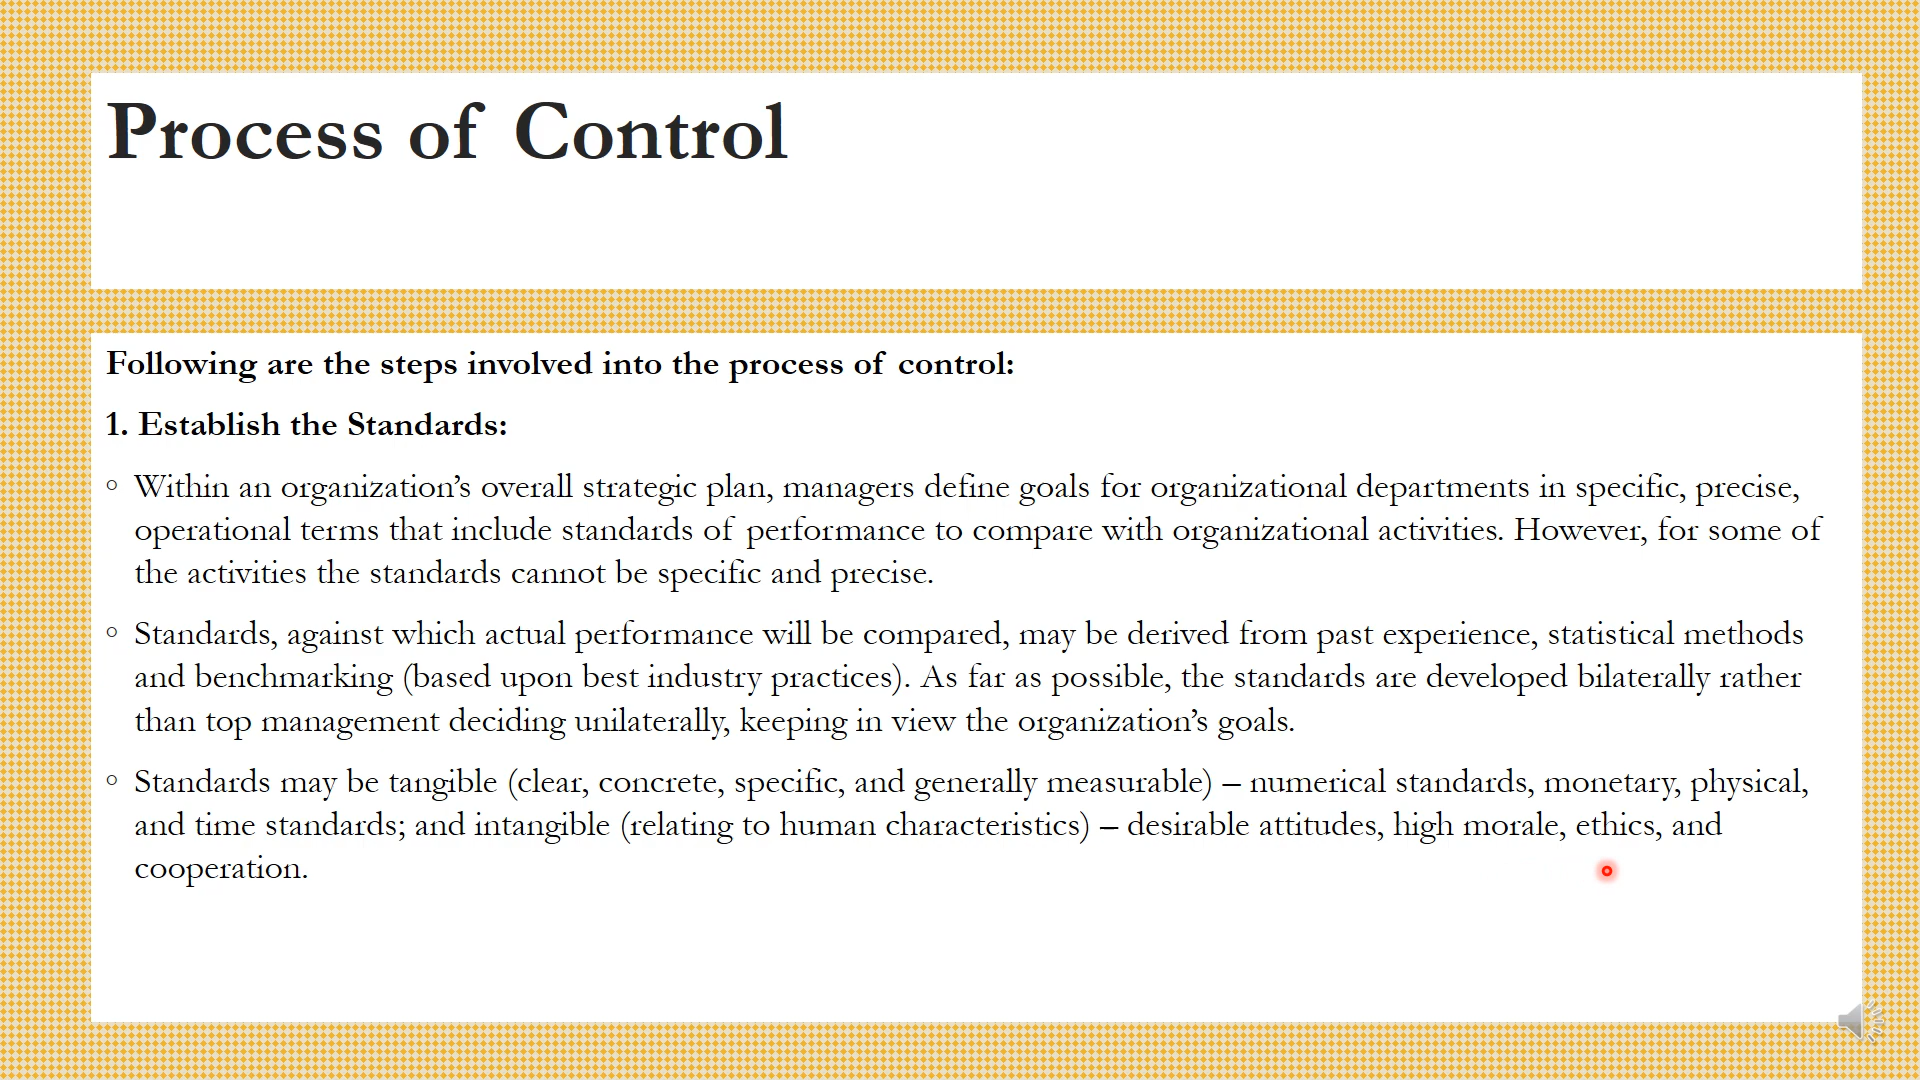 Process of Control
Following are the steps involved into the process of control:
1. Establish the Standards:
◦ Within an organization’s overall strategic plan, managers define goals for organizational departments in specific, precise,
operational terms that include standards of performance to compare with organizational activities. However, for some of
the activities the standards cannot be specific and precise.
◦ Standards, against which actual performance will be compared, may be derived from past experience, statistical methods
and benchmarking (based upon best industry practices). As far as possible, the standards are developed bilaterally rather
than top management deciding unilaterally, keeping in view the organization’s goals.
◦ Standards may be tangible (clear, concrete, specific, and generally measurable) – numerical standards, monetary, physical,
and time standards; and intangible (relating to human characteristics) – desirable attitudes, high morale, ethics, and
cooperation.